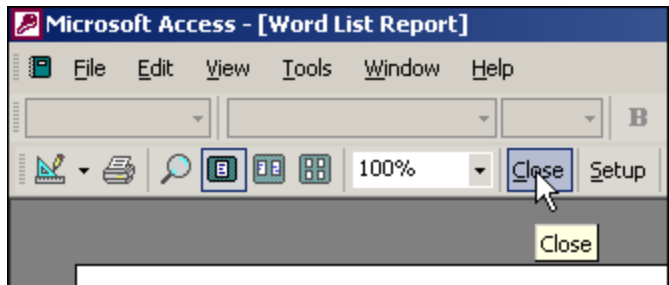 Microsoft Access - [Word List Report]
File Edit View Tools Window Help
B
100% Close Setup
Close